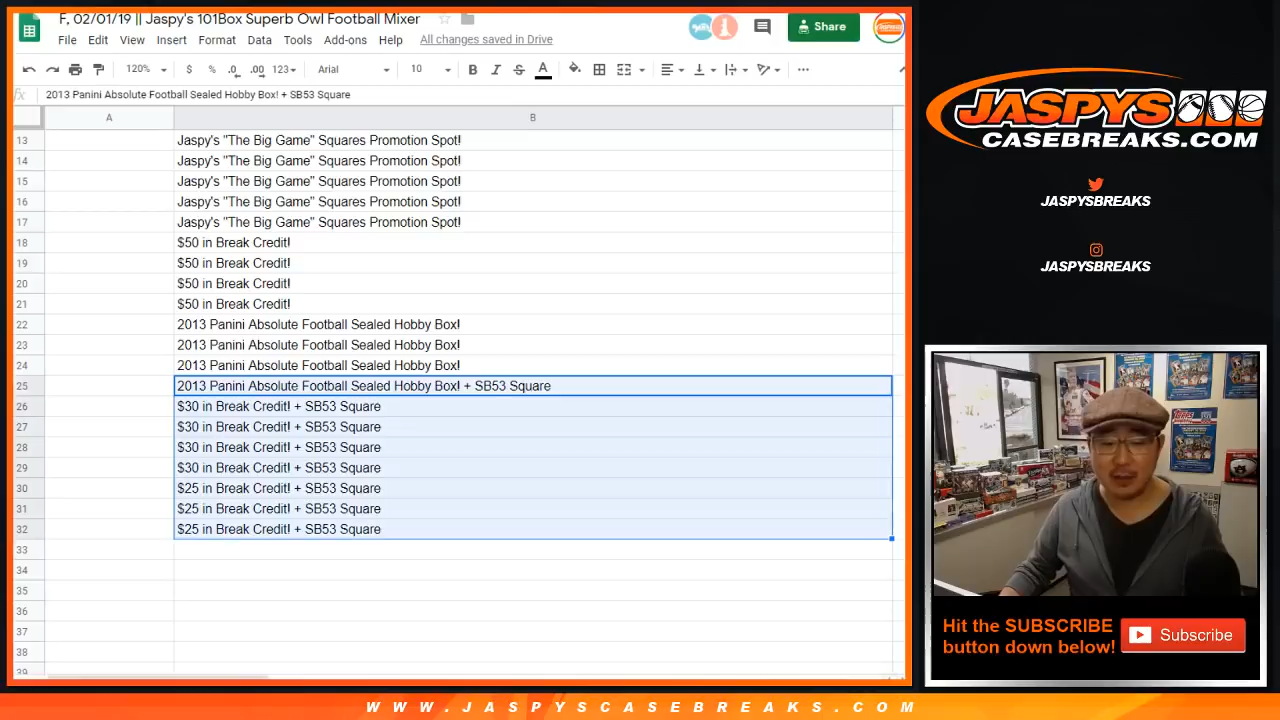 F, 02/01/19 || Jaspy's 101Box Superb Owl Football Mixer
File Edit View Insert Format Data Tools Add-ons Help All changes saved in Drive
Share
120% $ % .0 .00 123 Arial 10 B I S A
fx 2013 Panini Absolute Football Sealed Hobby Box! + SB53 Square
A B
13 Jaspy's "The Big Game" Squares Promotion Spot!
14 Jaspy's "The Big Game" Squares Promotion Spot!
15 Jaspy's "The Big Game" Squares Promotion Spot!
16 Jaspy's "The Big Game" Squares Promotion Spot!
17 Jaspy's "The Big Game" Squares Promotion Spot!
18 $50 in Break Credit!
19 $50 in Break Credit!
20 $50 in Break Credit!
21 $50 in Break Credit!
22 2013 Panini Absolute Football Sealed Hobby Box!
23 2013 Panini Absolute Football Sealed Hobby Box!
24 2013 Panini Absolute Football Sealed Hobby Box!
25 2013 Panini Absolute Football Sealed Hobby Box! + SB53 Square
26 $30 in Break Credit! + SB53 Square
27 $30 in Break Credit! + SB53 Square
28 $30 in Break Credit! + SB53 Square
29 $30 in Break Credit! + SB53 Square
30 $25 in Break Credit! + SB53 Square
31 $25 in Break Credit! + SB53 Square
32 $25 in Break Credit! + SB53 Square
33
34
35
36
37
38
39
JASPYS
CASEBREAKS.COM
JASPYSBREAKS
JASPYSBREAKS
TOPPS
Hit the SUBSCRIBE
button down below!
Subscribe
WWW.JASPYSCASEBREAKS.COM